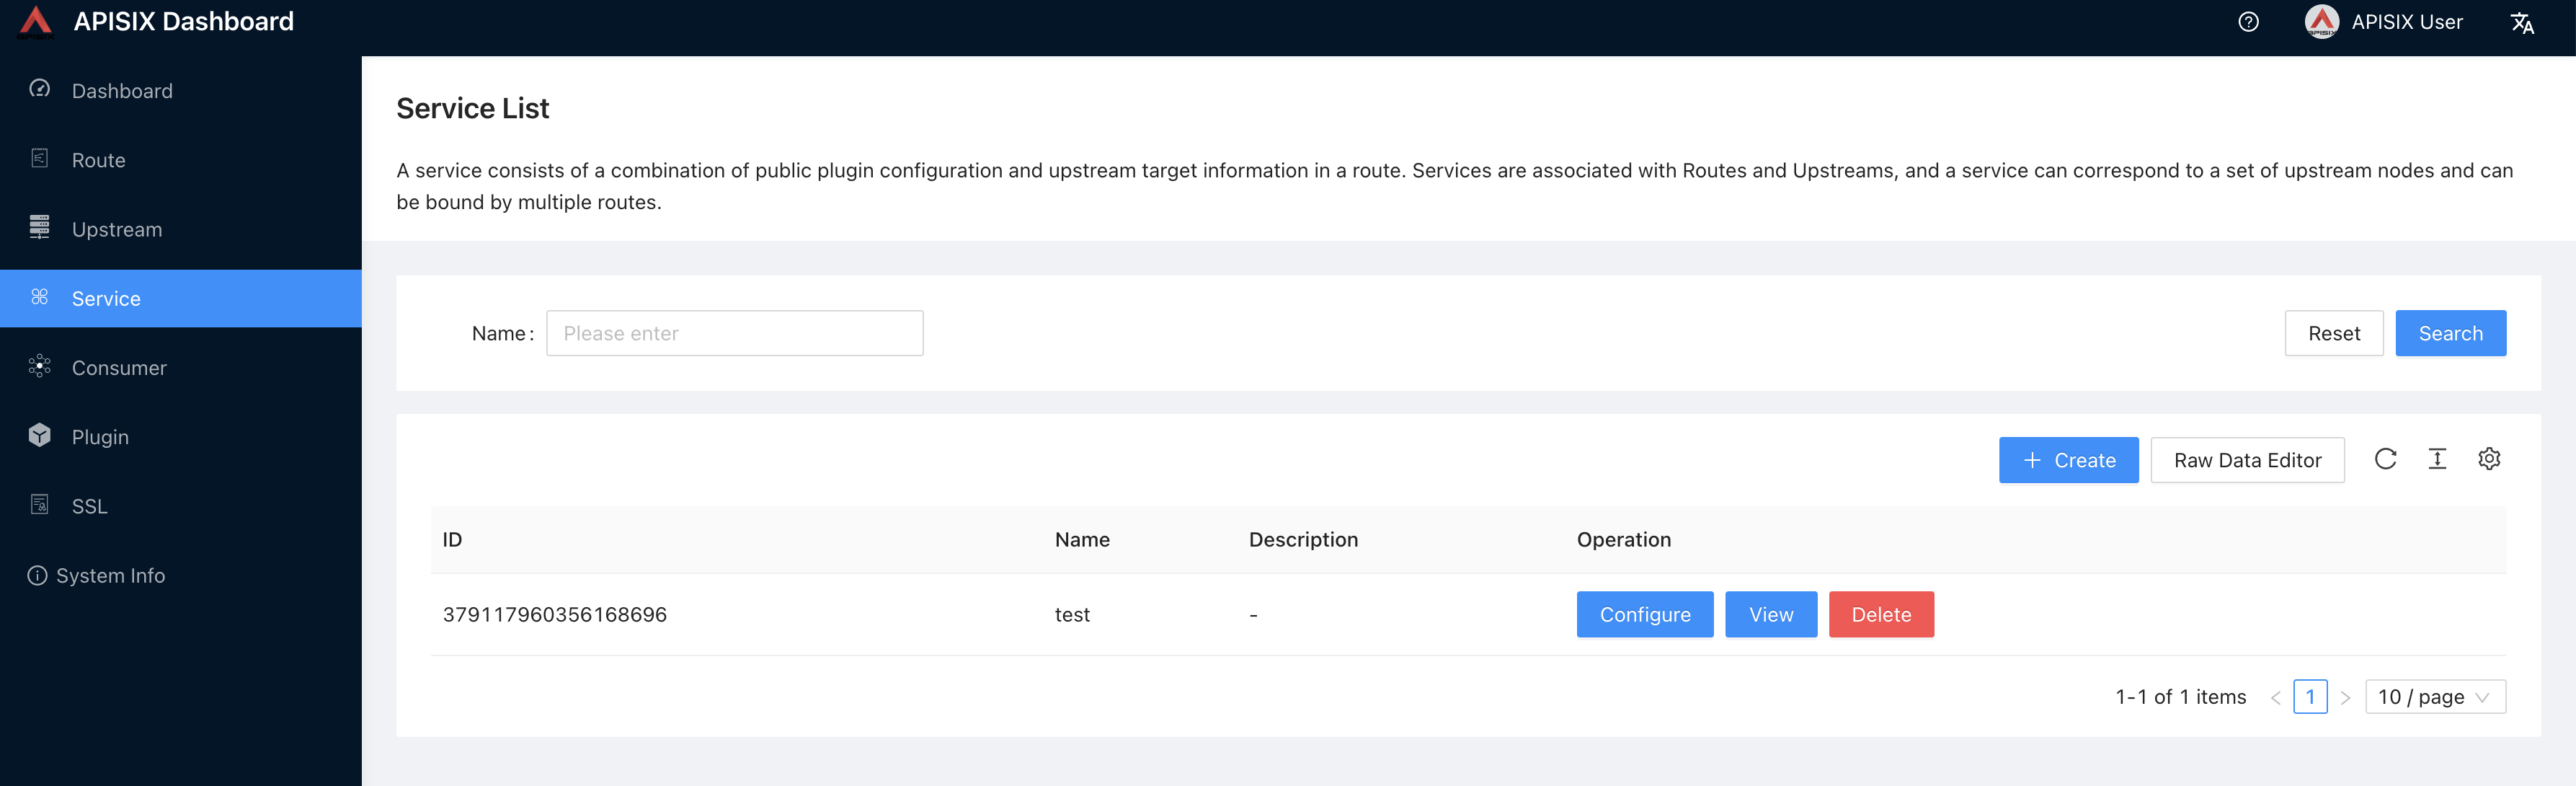 APISIX Dashboard
APISIX User
Dashboard
Route
Upstream
Service
Consumer
Plugin
SSL
System Info
Service List
A service consists of a combination of public plugin configuration and upstream target information in a route. Services are associated with Routes and Upstreams, and a service can correspond to a set of upstream nodes and can
be bound by multiple routes.
Name: Please enter Reset Search
Create Raw Data Editor
ID Name Description Operation
379117960356168696 test - Configure View Delete
1-1 of 1 items < 1 > 10 / page